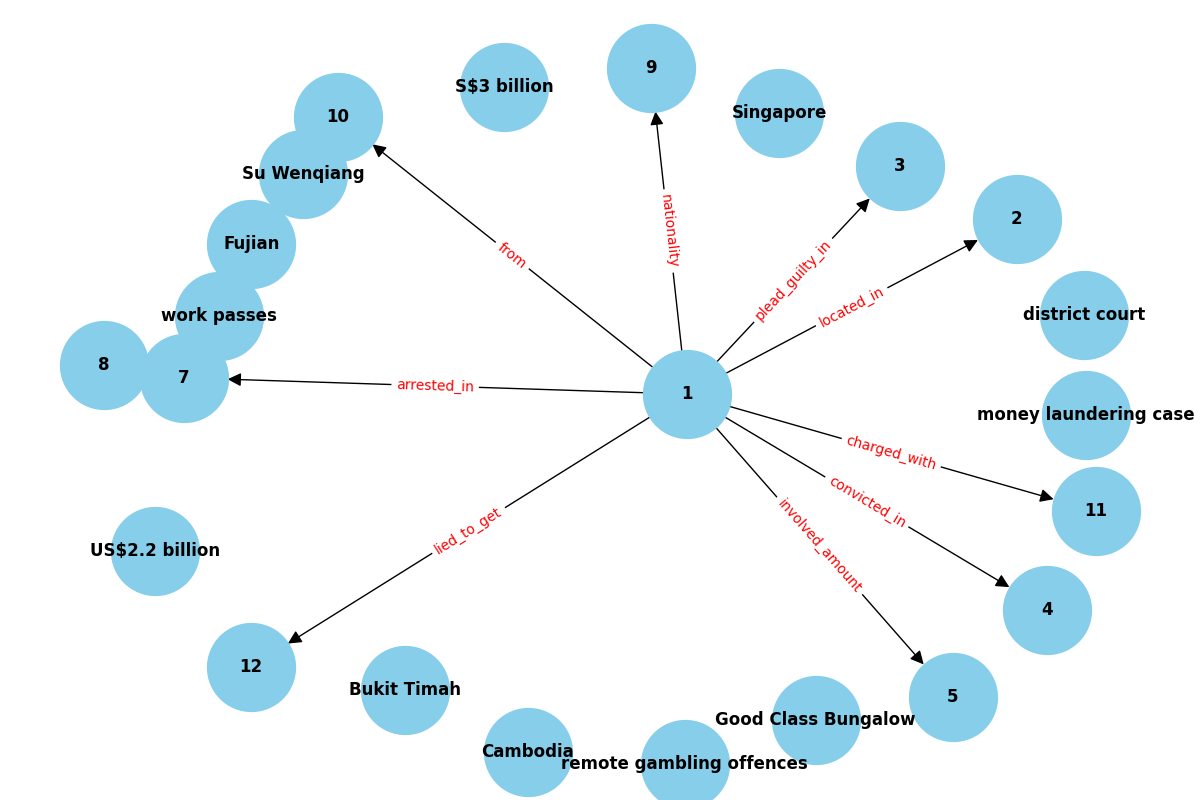 9
S$3 billion
Singapore
10
3
Su Wenqiang
2
nationality
Fujian
from
plead_guilty_in
located_in
work passes
district court
8
7
arrested_in
1
money laundering case
charged_with
convicted_in
11
lied_to_get
involved_amount
US$2.2 billion
4
12
Bukit Timah
5
Good Class Bungalow
Cambodia
remote gambling offences